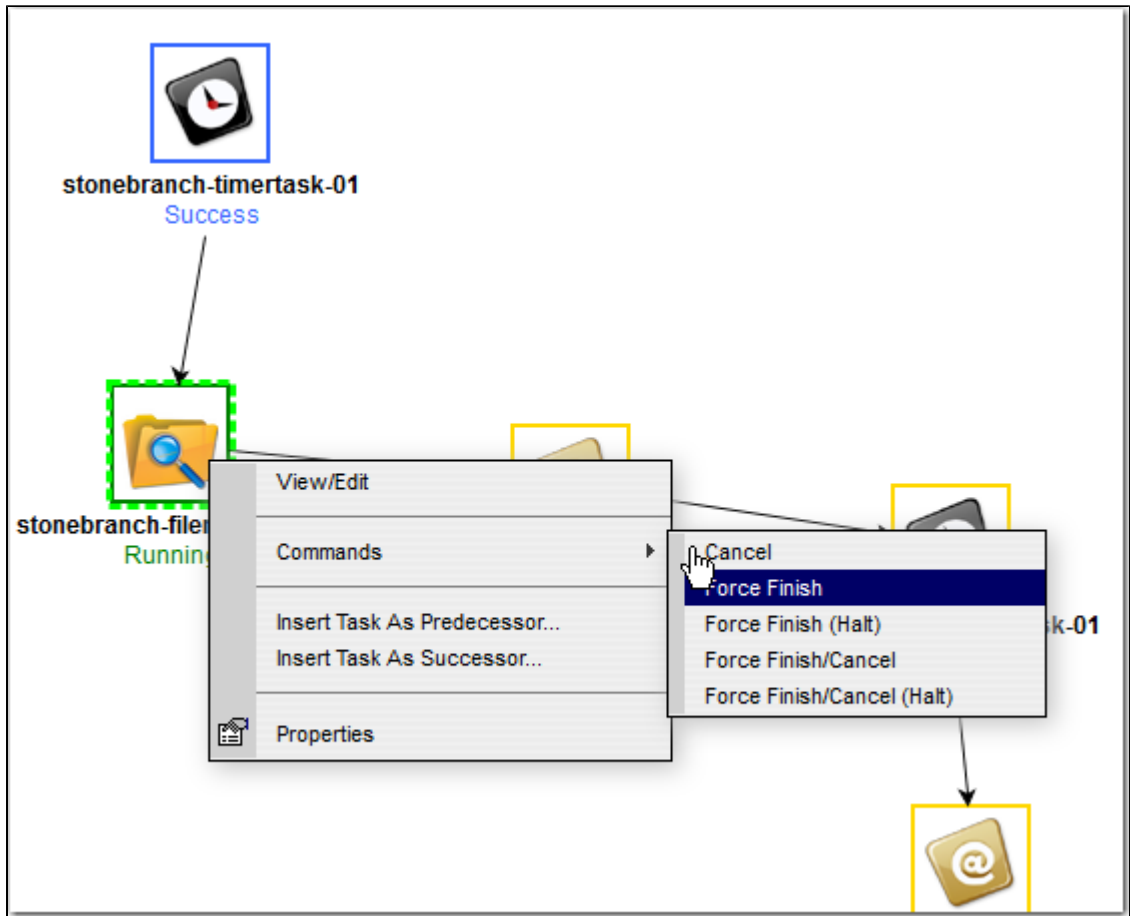 stonebranch-timertask-01
Success
stonebranch-filer
Running
View/Edit
Commands
Insert Task As Predecessor...
Insert Task As Successor...
Properties
Cancel
Force Finish
Force Finish (Halt)
Force Finish/Cancel
Force Finish/Cancel (Halt)
k-01
@